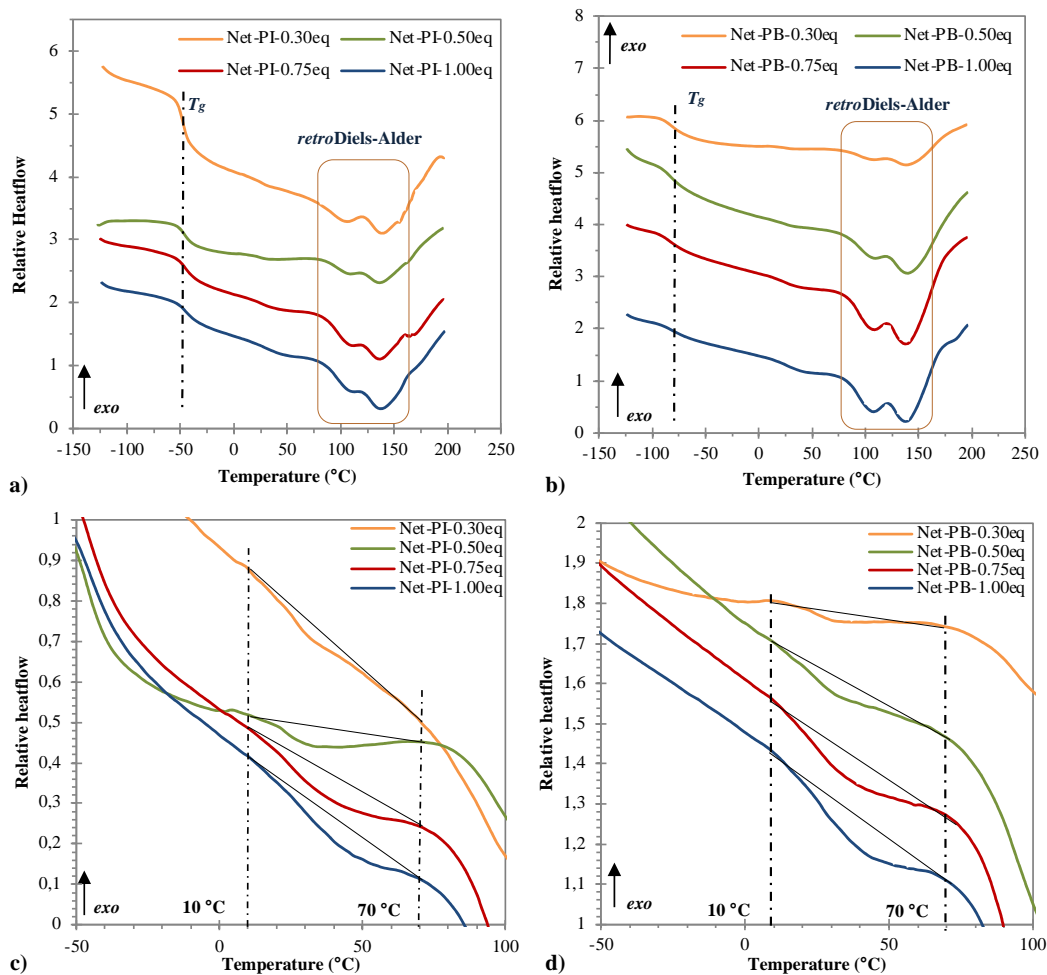 6
5
4
3
2
1
0
Relative Heatflow
Net-PI-0.30eq
Net-PI-0.50eq
Net-PI-0.75eq
Net-PI-1.00eq
Tg
retroDiels-Alder
exo
-150
-100
-50
0
50
100
150
200
250
Temperature (°C)
a)
8
7
6
5
4
3
2
1
0
Relative heatflow
exo
Net-PB-0.30eq
Net-PB-0.50eq
Net-PB-0.75eq
Net-PB-1.00eq
Tg
retroDiels-Alder
exo
-150
-100
-50
0
50
100
150
200
250
Temperature (°C)
b)
1
0,9
0,8
0,7
0,6
0,5
0,4
0,3
0,2
0,1
0
Relative heatflow
Net-PI-0.30eq
Net-PI-0.50eq
Net-PI-0.75eq
Net-PI-1.00eq
exo
10 °C
70 °C
-50
0
50
100
Temperature (°C)
c)
2
1,9
1,8
1,7
1,6
1,5
1,4
1,3
1,2
1,1
1
Relative heatflow
Net-PB-0.30eq
Net-PB-0.50eq
Net-PB-0.75eq
Net-PB-1.00eq
exo
10 °C
70 °C
-50
0
50
100
Temperature (°C)
d)